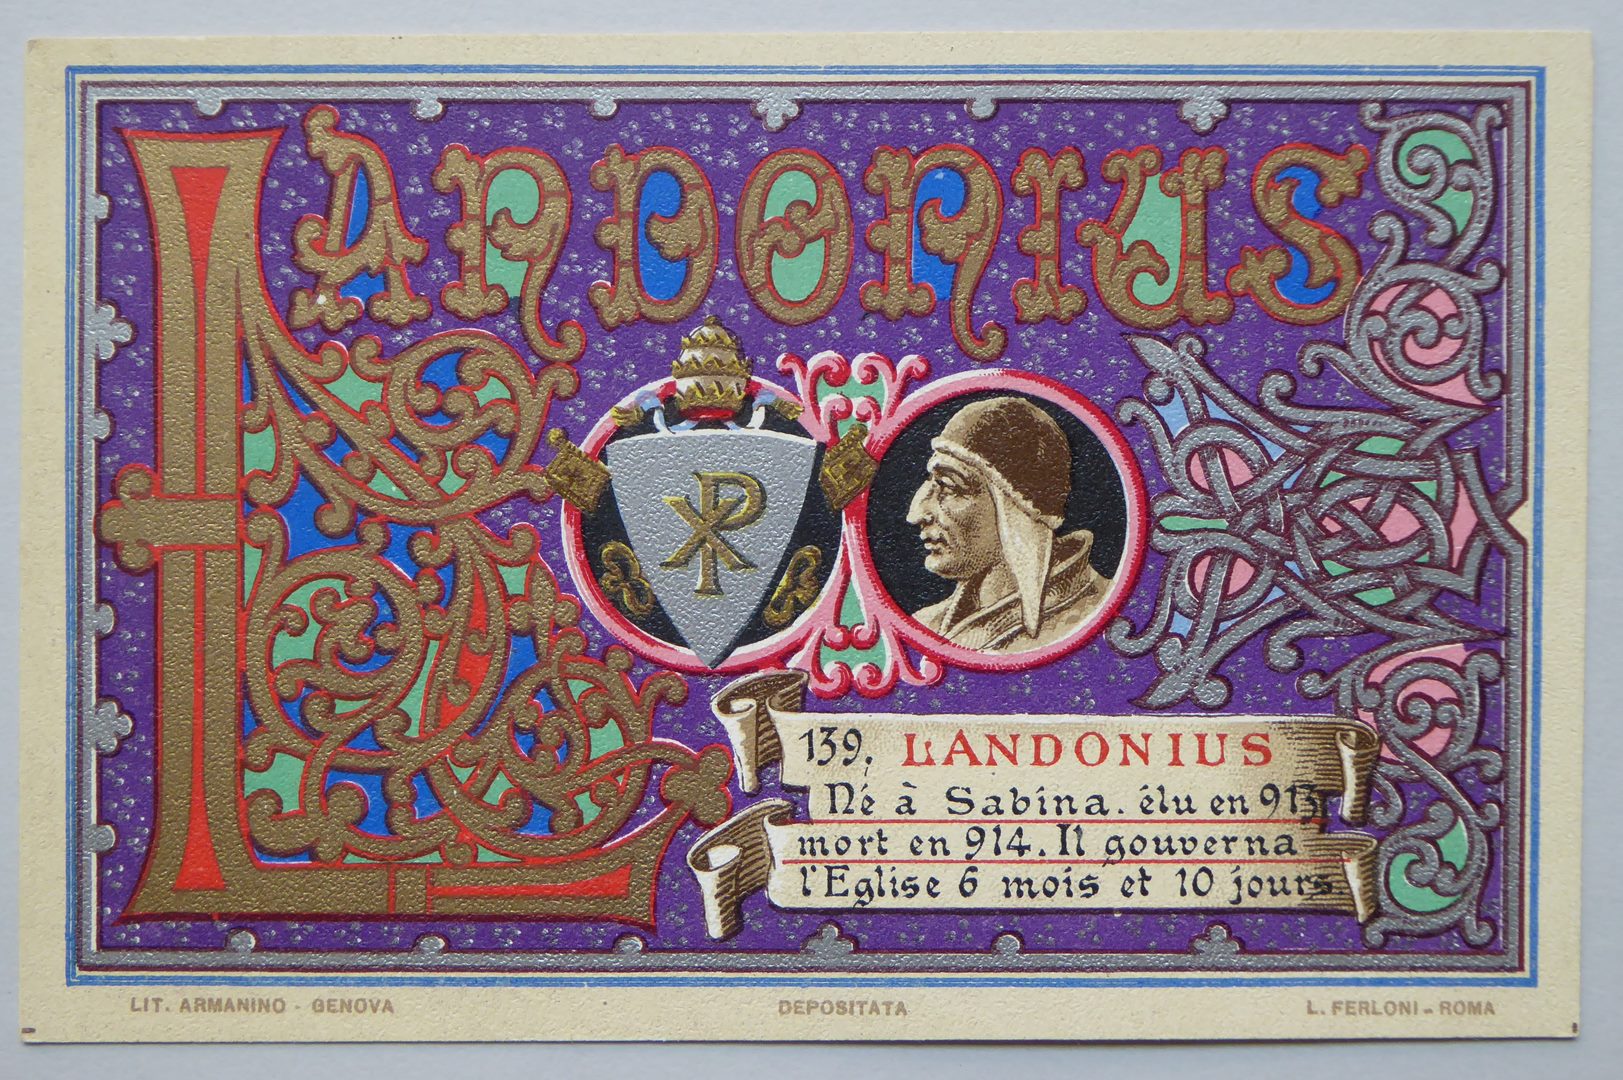 LANDONIUS
139. LANDONIUS
Né à Sabina. élu en 913,
mort en 914. Il gouverna
l'Eglise 6 mois et 10 jours.
LIT. ARMANINO - GENOVA DEPOSITATA L. FERLONI - ROMA